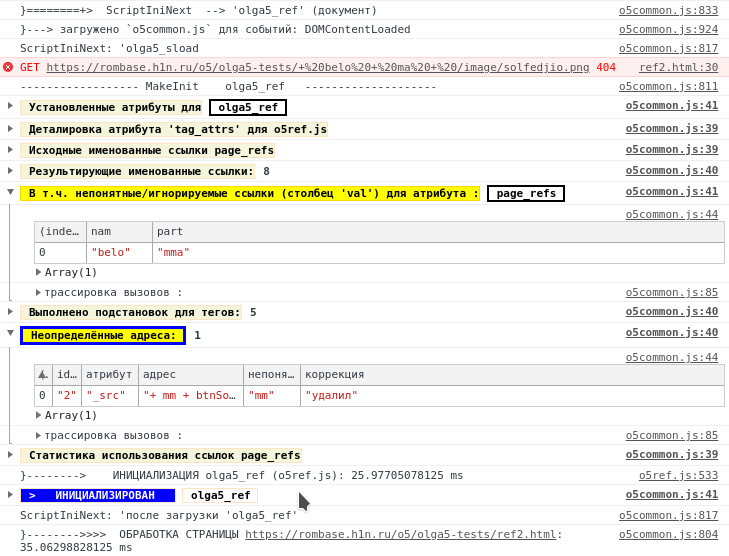 }========+>  ScriptIniNext  --> 'olga5_ref' (документ) o5common.js:833
}---> загружено `o5common.js` для событий: DOMContentLoaded o5common.js:924
ScriptIniNext: 'olga5_sload o5common.js:817
GET https://rombase.h1n.ru/o5/olga5-tests/+%20belo%20+%20ma%20+%20/image/solfedjio.png 404 ref2.html:30
------------------ MakeInit    olga5_ref   -------------------- o5common.js:811
Установленные атрибуты для olga5_ref o5common.js:41
Деталировка атрибута 'tag_attrs' для o5ref.js o5common.js:39
Исходные именованные ссылки page_refs o5common.js:39
Результирующие именованные ссылки: 8 o5common.js:40
В т.ч. непонятные/игнорируемые ссылки (столбец 'val') для атрибута : page_refs o5common.js:41
o5common.js:44
(inde… nam part
0 "belo" "mma"
Array(1)
трассировка вызовов : o5common.js:85
Выполнено подстановок для тегов: 5 o5common.js:40
Неопределённые адреса: 1 o5common.js:40
o5common.js:44
id… атрибут адрес непоня… коррекция
0 "2" "_src" "+ mm + btnSo… "mm" "удалил"
Array(1)
трассировка вызовов : o5common.js:85
Статистика использования ссылок page_refs o5common.js:39
}-------->    ИНИЦИАЛИЗАЦИЯ olga5_ref (o5ref.js): 25.97705078125 ms o5ref.js:533
>   ИНИЦИАЛИЗИРОВАН olga5_ref o5common.js:41
ScriptIniNext: 'после загрузки 'olga5_ref' o5common.js:817
}-------->>>>  ОБРАБОТКА СТРАНИЦЫ https://rombase.h1n.ru/o5/olga5-tests/ref2.html: o5common.js:804
35.06298828125 ms